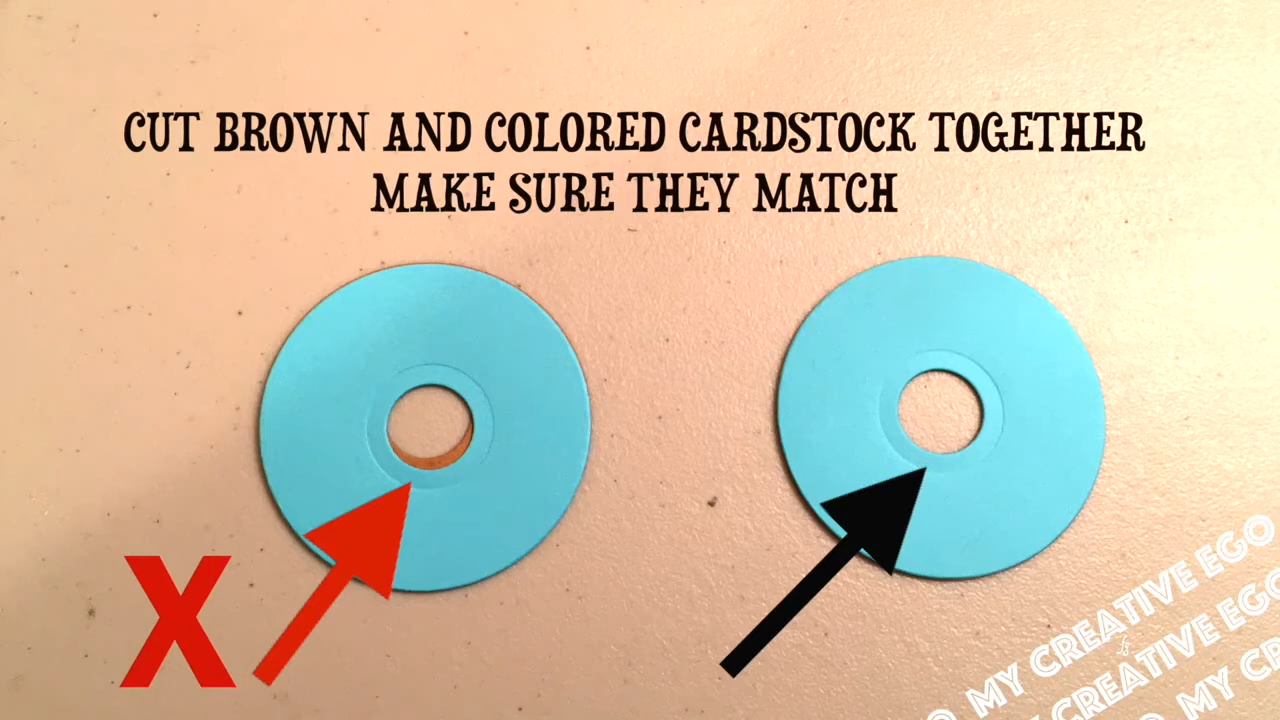 CUT BROWN AND COLORED CARDSTOCK TOGETHER
MAKE SURE THEY MATCH
X
MY CREATIVE EGO
CREATIVE EGO
MY